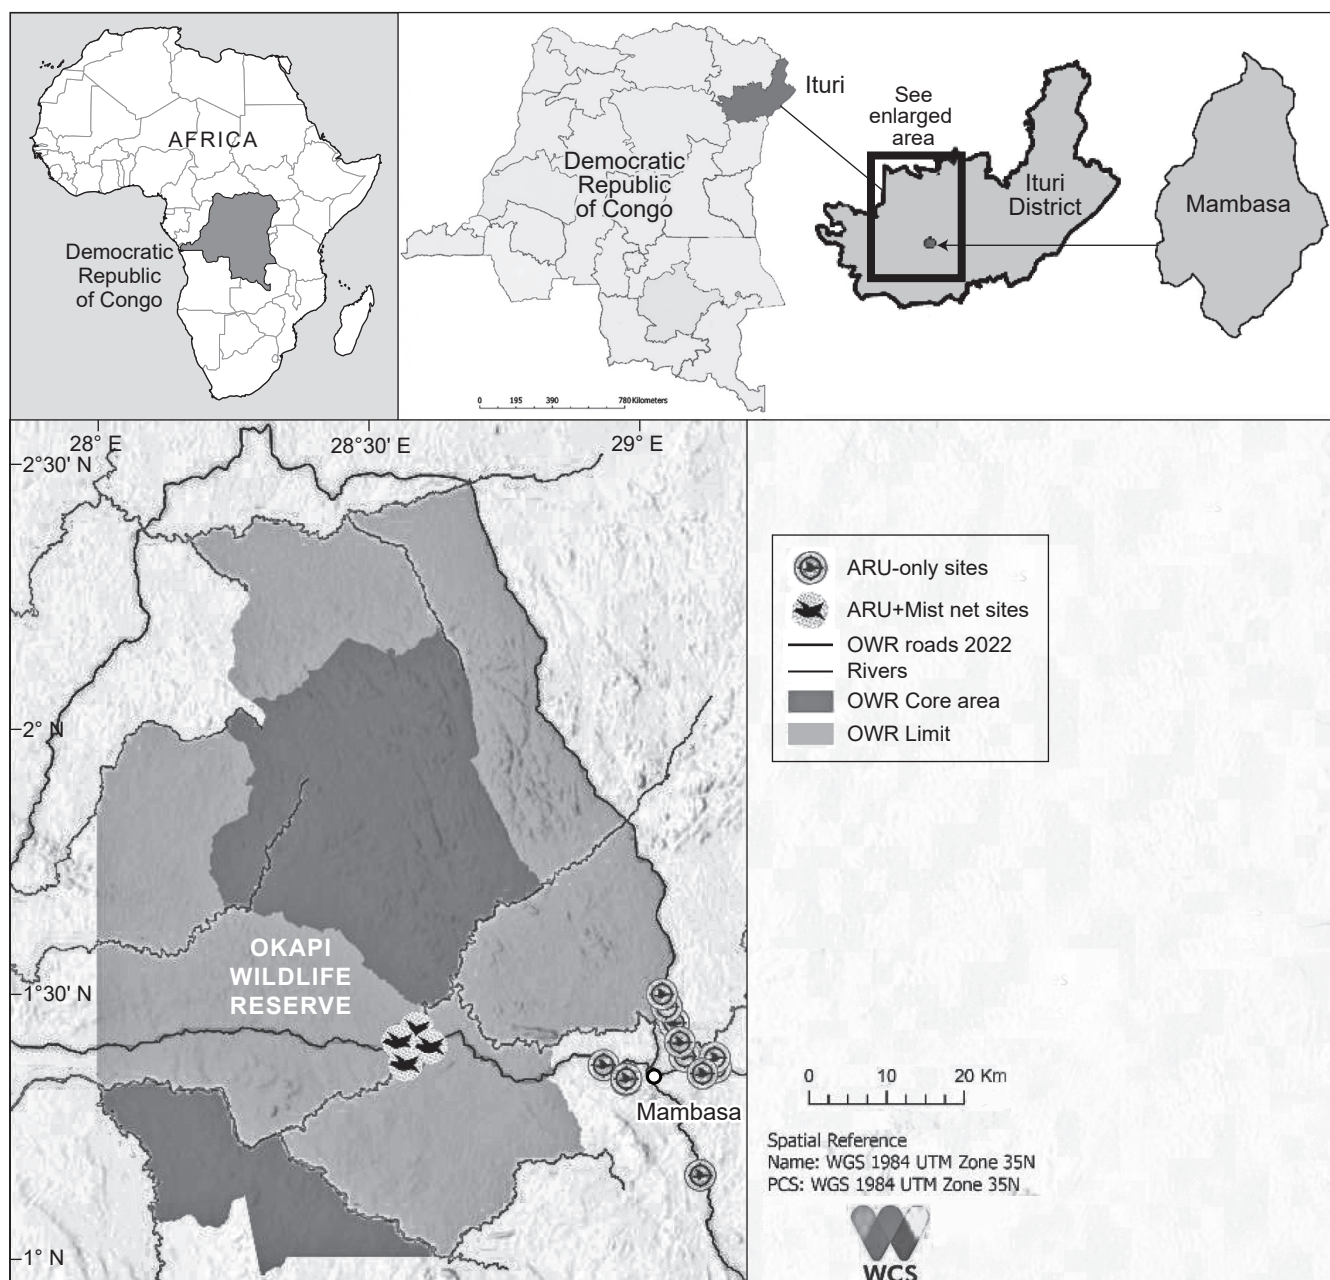 AFRICA
Democratic
Republic
of Congo
Democratic
Republic
of Congo
Ituri
See
enlarged
area
Ituri
District
Mambasa
0 195 390 780 Kilometers
28° E 28°30' E 29° E
2°30' N
2° N
1°30' N
1° N
OKAPI
WILDLIFE
RESERVE
Mambasa
ARU-only sites
ARU+Mist net sites
OWR roads 2022
Rivers
OWR Core area
OWR Limit
0 10 20 Km
Spatial Reference
Name: WGS 1984 UTM Zone 35N
PCS: WGS 1984 UTM Zone 35N
WCS